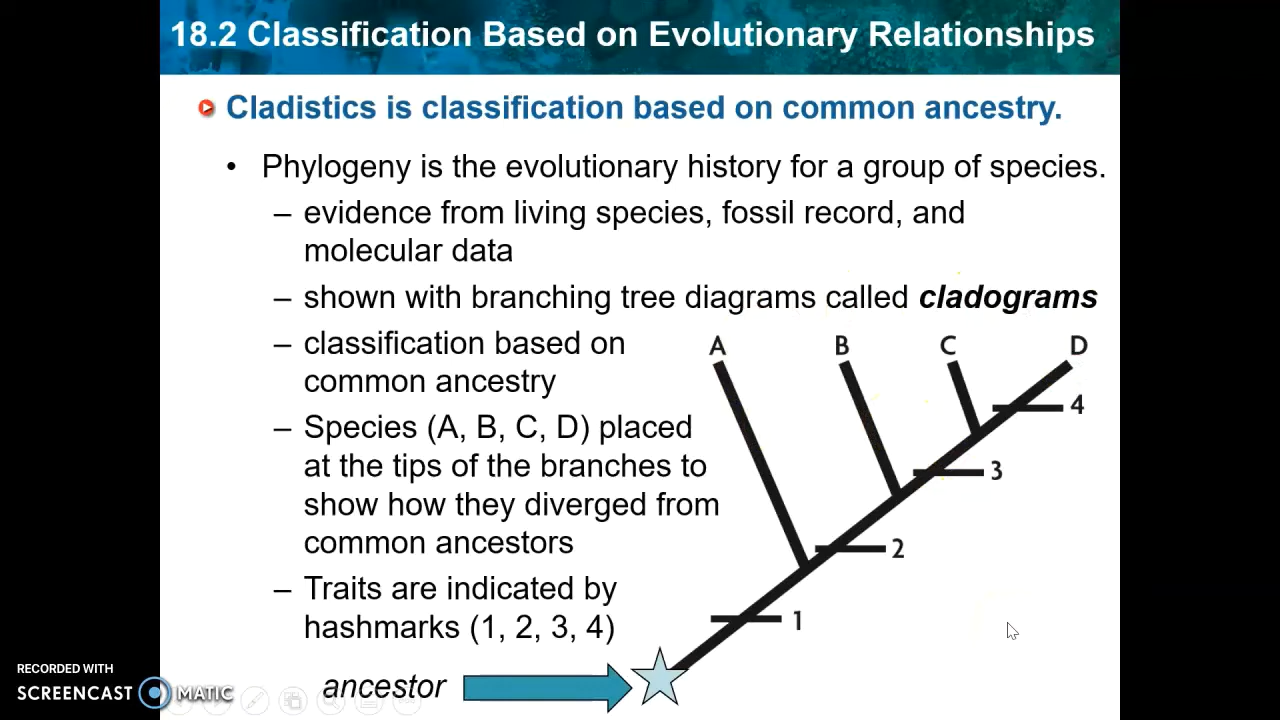 18.2 Classification Based on Evolutionary Relationships
Cladistics is classification based on common ancestry.
• Phylogeny is the evolutionary history for a group of species.
– evidence from living species, fossil record, and
molecular data
– shown with branching tree diagrams called cladograms
– classification based on
common ancestry
– Species (A, B, C, D) placed
at the tips of the branches to
show how they diverged from
common ancestors
– Traits are indicated by
hashmarks (1, 2, 3, 4)
ancestor
A B C D
4
3
2
1
RECORDED WITH
SCREENCAST MATIC